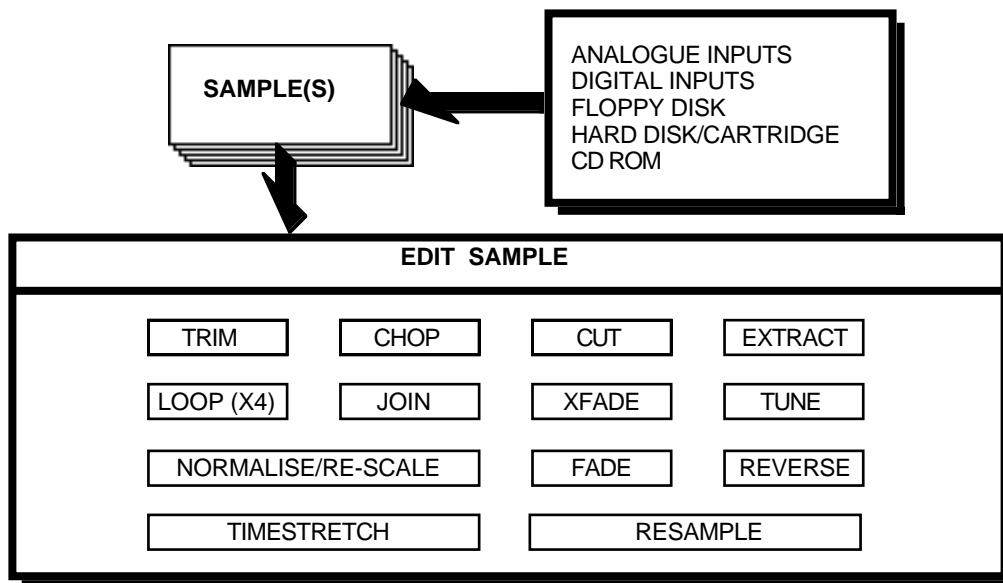 SAMPLE(S)
ANALOGUE INPUTS
DIGITAL INPUTS
FLOPPY DISK
HARD DISK/CARTRIDGE
CD ROM
EDIT SAMPLE
TRIM CHOP CUT EXTRACT
LOOP (X4) JOIN XFADE TUNE
NORMALISE/RE-SCALE FADE REVERSE
TIMESTRETCH RESAMPLE